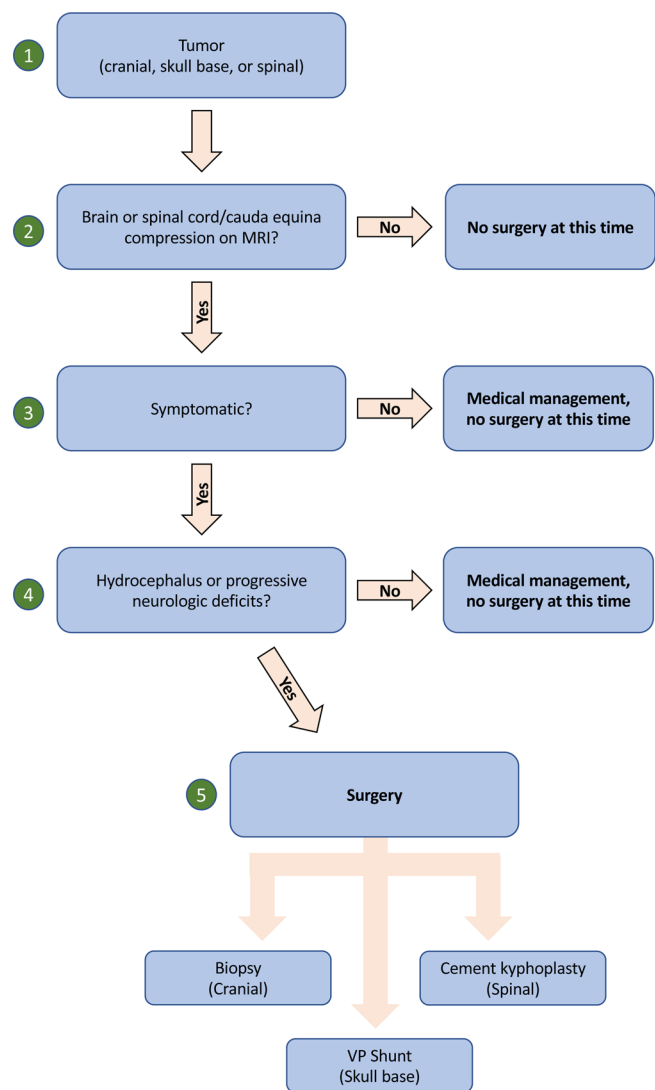 1
Tumor
(cranial, skull base, or spinal)
2
Brain or spinal cord/cauda equina
compression on MRI?
No
No surgery at this time
Yes
3
Symptomatic?
No
Medical management,
no surgery at this time
Yes
4
Hydrocephalus or progressive
neurologic deficits?
No
Medical management,
no surgery at this time
Yes
5
Surgery
Biopsy
(Cranial)
Cement kyphoplasty
(Spinal)
VP Shunt
(Skull base)